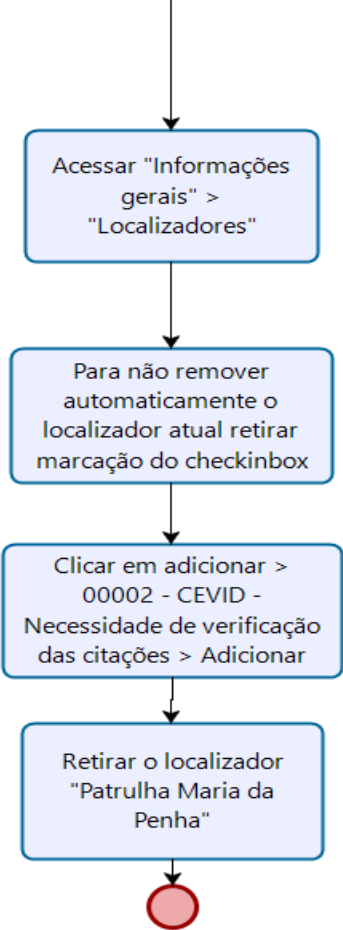 Acessar "Informações
gerais" >
"Localizadores"
Para não remover
automaticamente o
localizador atual retirar
marcação do checkinbox
Clicar em adicionar >
00002 - CEVID -
Necessidade de verificação
das citações > Adicionar
Retirar o localizador
"Patrulha Maria da
Penha"